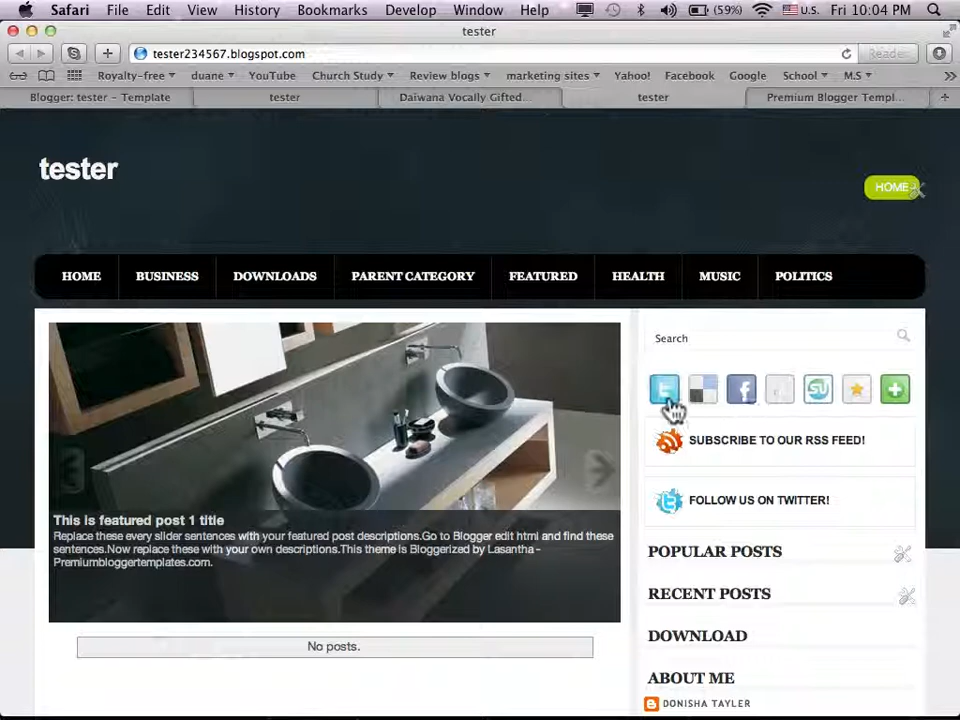 Safari File Edit View History Bookmarks Develop Window Help (59%) U.S. Fri 10:04 PM
tester
tester234567.blogspot.com Reader
Royalty-free duane YouTube Church Study Review blogs marketing sites Yahoo! Facebook Google School M.S
Blogger: tester – Template tester Daiwana Vocally Gifted... tester Premium Blogger Templ...
tester
HOME
HOME BUSINESS DOWNLOADS PARENT CATEGORY FEATURED HEALTH MUSIC POLITICS
Search
SUBSCRIBE TO OUR RSS FEED!
FOLLOW US ON TWITTER!
This is featured post 1 title
Replace these every slider sentences with your featured post descriptions.Go to Blogger edit html and find these
sentences.Now replace these with your own descriptions.This theme is Bloggerized by Lasantha -
Premiumbloggertemplates.com.
No posts.
POPULAR POSTS
RECENT POSTS
DOWNLOAD
ABOUT ME
DONISHA TAYLER